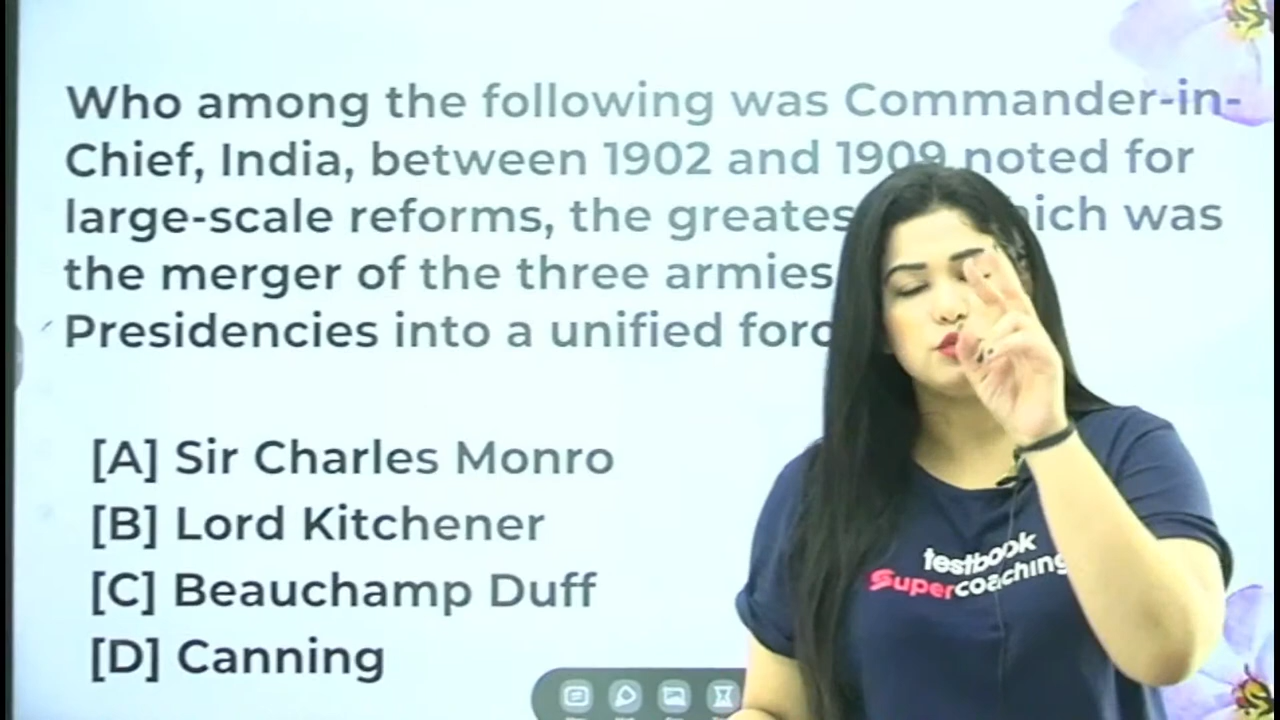 Who among the following was Commander-in-
Chief, India, between 1902 and 1909 noted for
large-scale reforms, the was
the merger of the three armies
Presidencies into a unified
[A] Sir Charles Monro
[B] Lord Kitchener
[C] Beauchamp Duff
[D] Canning
testbook
Supercoaching